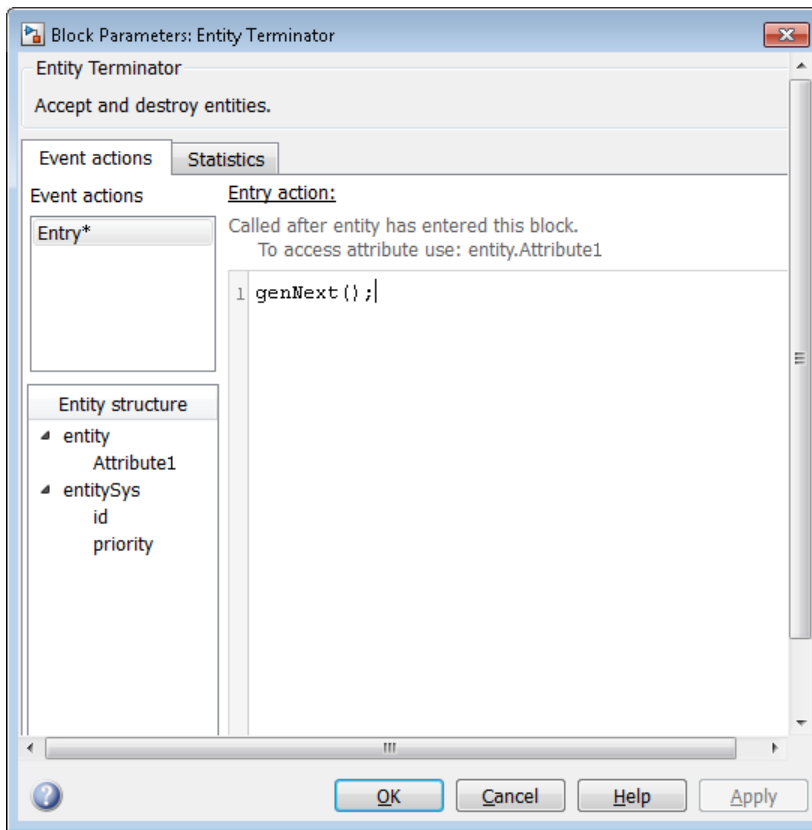 Block Parameters: Entity Terminator
Entity Terminator
Accept and destroy entities.
Event actions Statistics
Event actions
Entry*
Entry action:
Called after entity has entered this block.
To access attribute use: entity.Attribute1
1 genNext();
Entity structure
entity
Attribute1
entitySys
id
priority
OK Cancel Help Apply